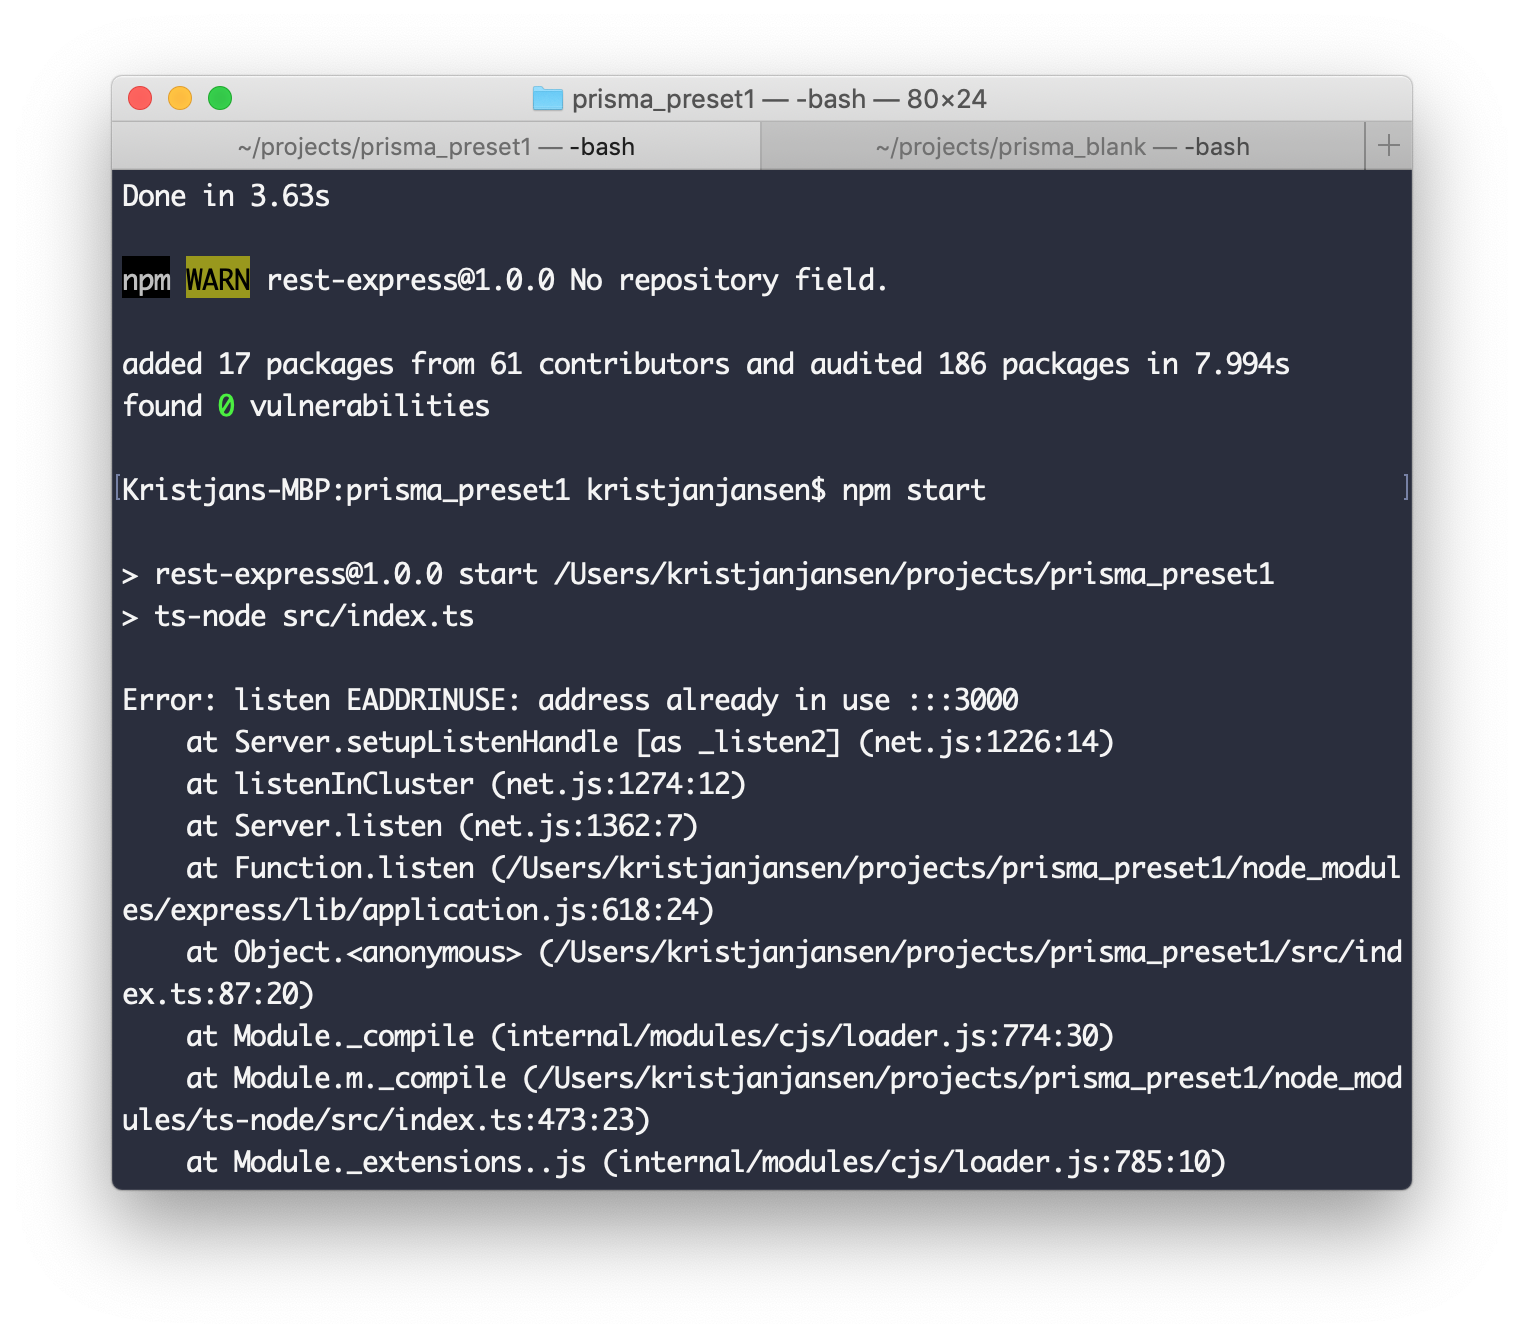 prisma_preset1 — -bash — 80×24
~/projects/prisma_preset1 — -bash
~/projects/prisma_blank — -bash
Done in 3.63s
npm WARN rest-express@1.0.0 No repository field.
added 17 packages from 61 contributors and audited 186 packages in 7.994s
found 0 vulnerabilities
[Kristjans-MBP:prisma_preset1 kristjanjansen$ npm start ]
> rest-express@1.0.0 start /Users/kristjanjansen/projects/prisma_preset1
> ts-node src/index.ts
Error: listen EADDRINUSE: address already in use :::3000
    at Server.setupListenHandle [as _listen2] (net.js:1226:14)
    at listenInCluster (net.js:1274:12)
    at Server.listen (net.js:1362:7)
    at Function.listen (/Users/kristjanjansen/projects/prisma_preset1/node_modul
es/express/lib/application.js:618:24)
    at Object.<anonymous> (/Users/kristjanjansen/projects/prisma_preset1/src/ind
ex.ts:87:20)
    at Module._compile (internal/modules/cjs/loader.js:774:30)
    at Module.m._compile (/Users/kristjanjansen/projects/prisma_preset1/node_mod
ules/ts-node/src/index.ts:473:23)
    at Module._extensions..js (internal/modules/cjs/loader.js:785:10)